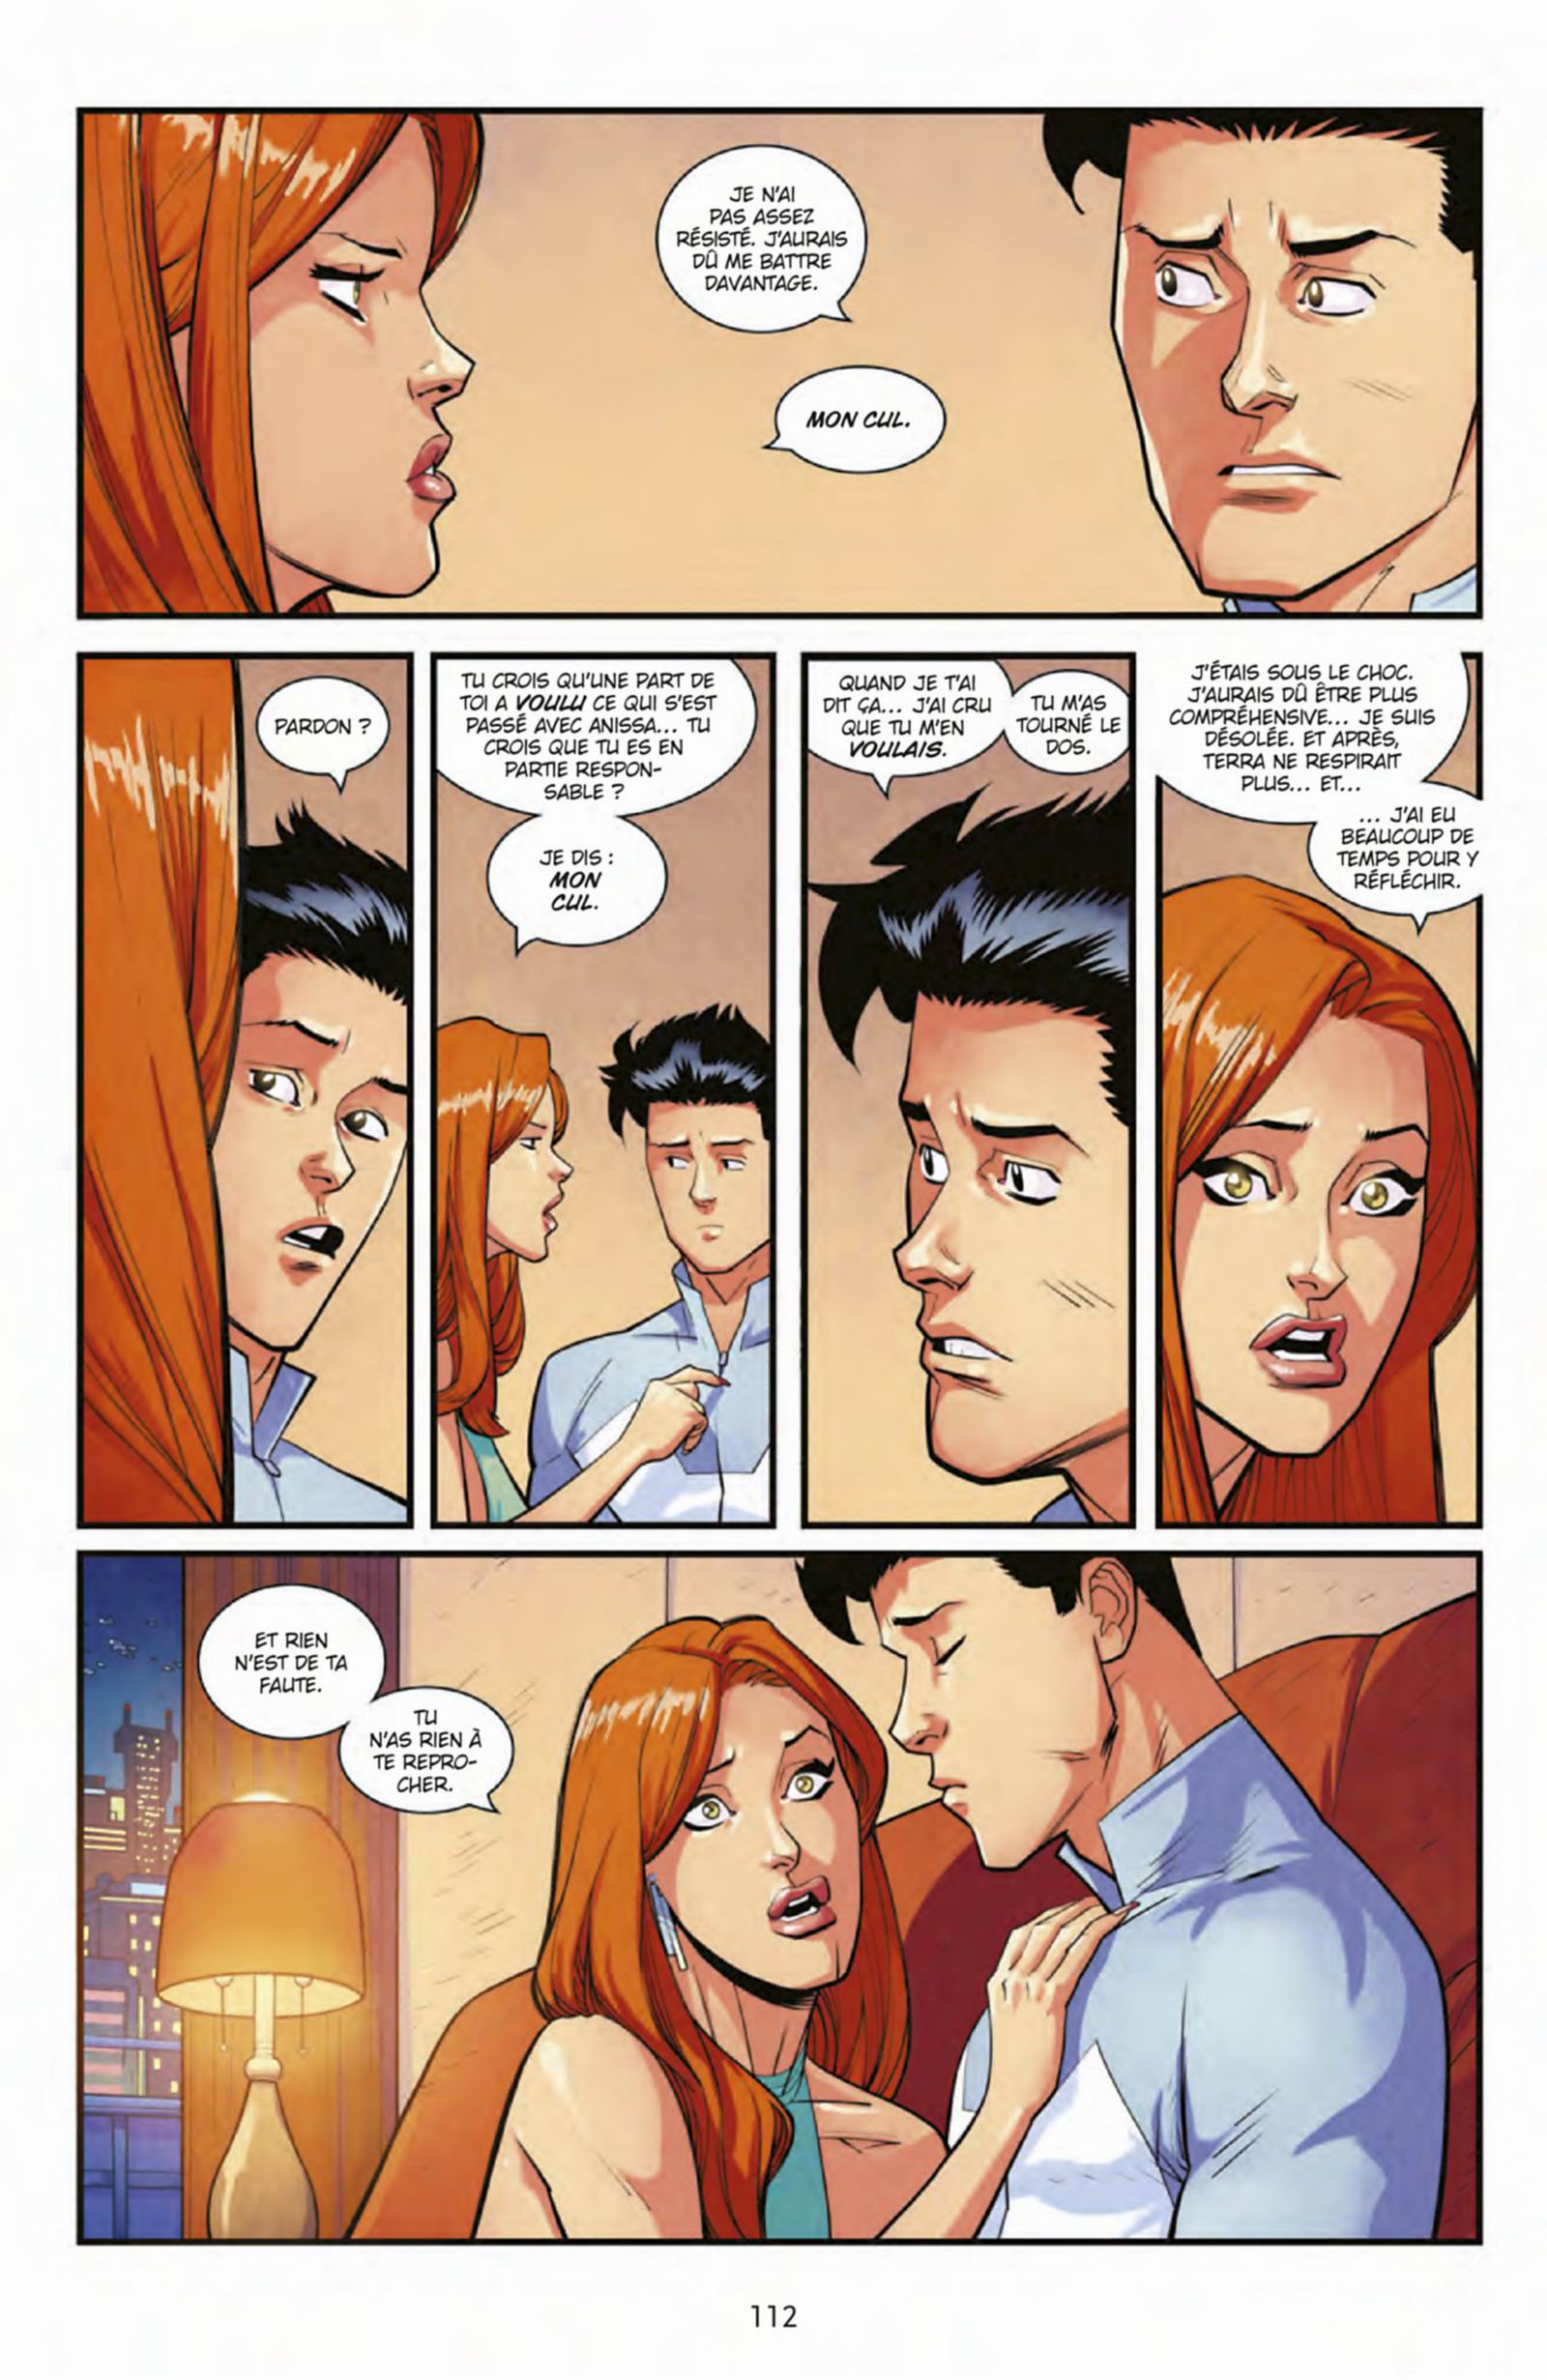 JE N'AI
PAS ASSEZ
RÉSISTÉ. J'AURAIS
DÛ ME BATTRE
DAVANTAGE.
MON CUL.
PARDON ?
TU CROIS QU'UNE PART DE
TOI A VOULU CE QUI S'EST
PASSÉ AVEC ANISSA... TU
CROIS QUE TU ES EN
PARTIE RESPON-
SABLE ?
JE DIS :
MON
CUL.
QUAND JE T'AI
DIT ÇA... J'AI CRU
QUE TU M'EN
VOULAIS.
TU M'AS
TOURNÉ LE
DOS.
J'ÉTAIS SOUS LE CHOC.
J'AURAIS DÛ ÊTRE PLUS
COMPRÉHENSIVE... JE SUIS
DÉSOLÉE. ET APRÈS,
TERRA NE RESPIRAIT
PLUS... ET...
... J'AI EU
BEAUCOUP DE
TEMPS POUR Y
RÉFLÉCHIR.
ET RIEN
N'EST DE TA
FAUTE.
TU
N'AS RIEN À
TE REPRO-
CHER.
112